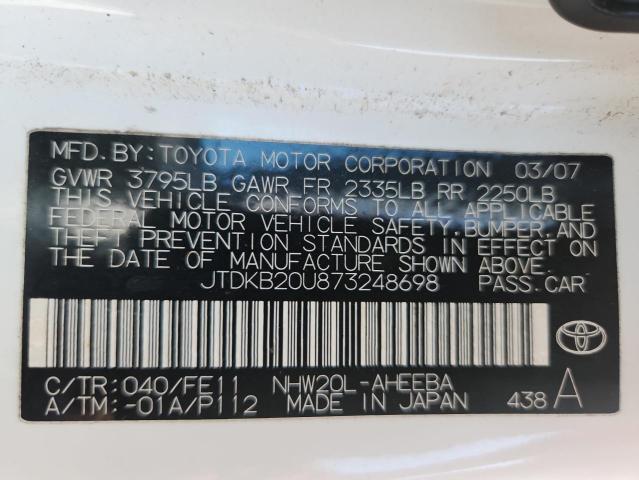 MFD. BY: TOYOTA MOTOR CORPORATION 03/07
GVWR 3795LB GAWR FR 2335LB RR 2250LB
THIS VEHICLE CONFORMS TO ALL APPLICABLE
FEDERAL MOTOR VEHICLE SAFETY, BUMPER, AND
THEFT PREVENTION STANDARDS IN EFFECT ON
THE DATE OF MANUFACTURE SHOWN ABOVE.
JTDKB20U873248698 PASS. CAR
C/TR: 040/FE11 NHW20L-AHEEBA
A/TM: -01A/P112 MADE IN JAPAN 438 A